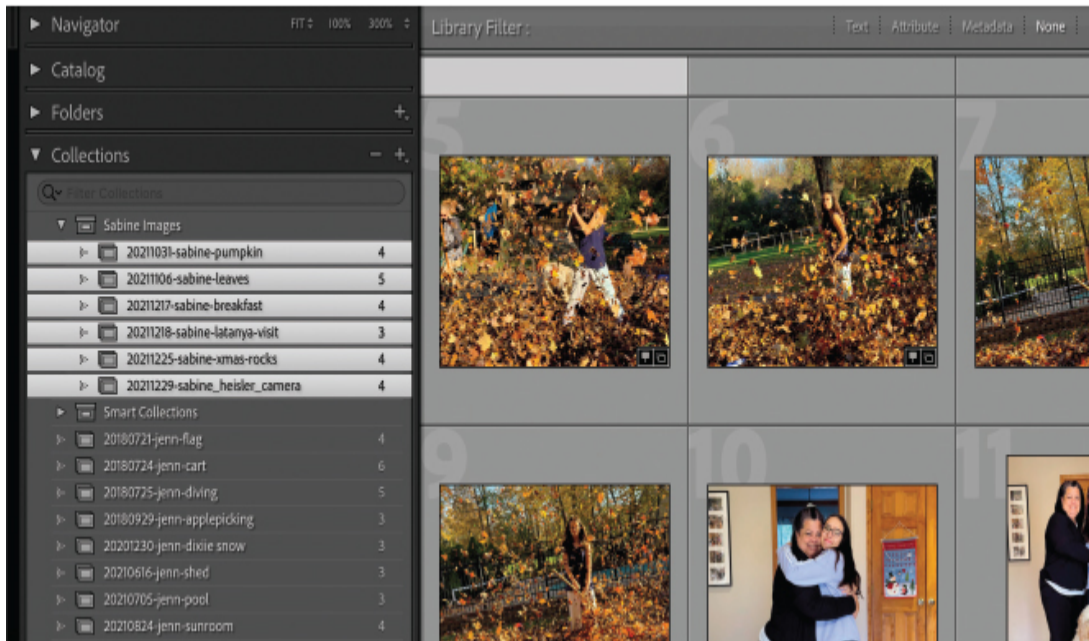 Navigator FIT 100% 300%
Library Filter : Text Attribute Metadata None
Catalog
Folders
Collections
Filter Collections
Sabine Images
20211031-sabine-pumpkin 4
20211106-sabine-leaves 5
20211217-sabine-breakfast 4
20211218-sabine-latanya-visit 3
20211225-sabine-xmas-rocks 4
20211229-sabine_heisler_camera 4
Smart Collections
20180721-jenn-flag 4
20180724-jenn-cart 6
20180725-jenn-diving 5
20180929-jenn-applepicking 3
20201230-jenn-dixiie snow 3
20210616-jenn-shed 3
20210705-jenn-pool 3
20210824-jenn-sunroom 4
5 6 7
9 10 11